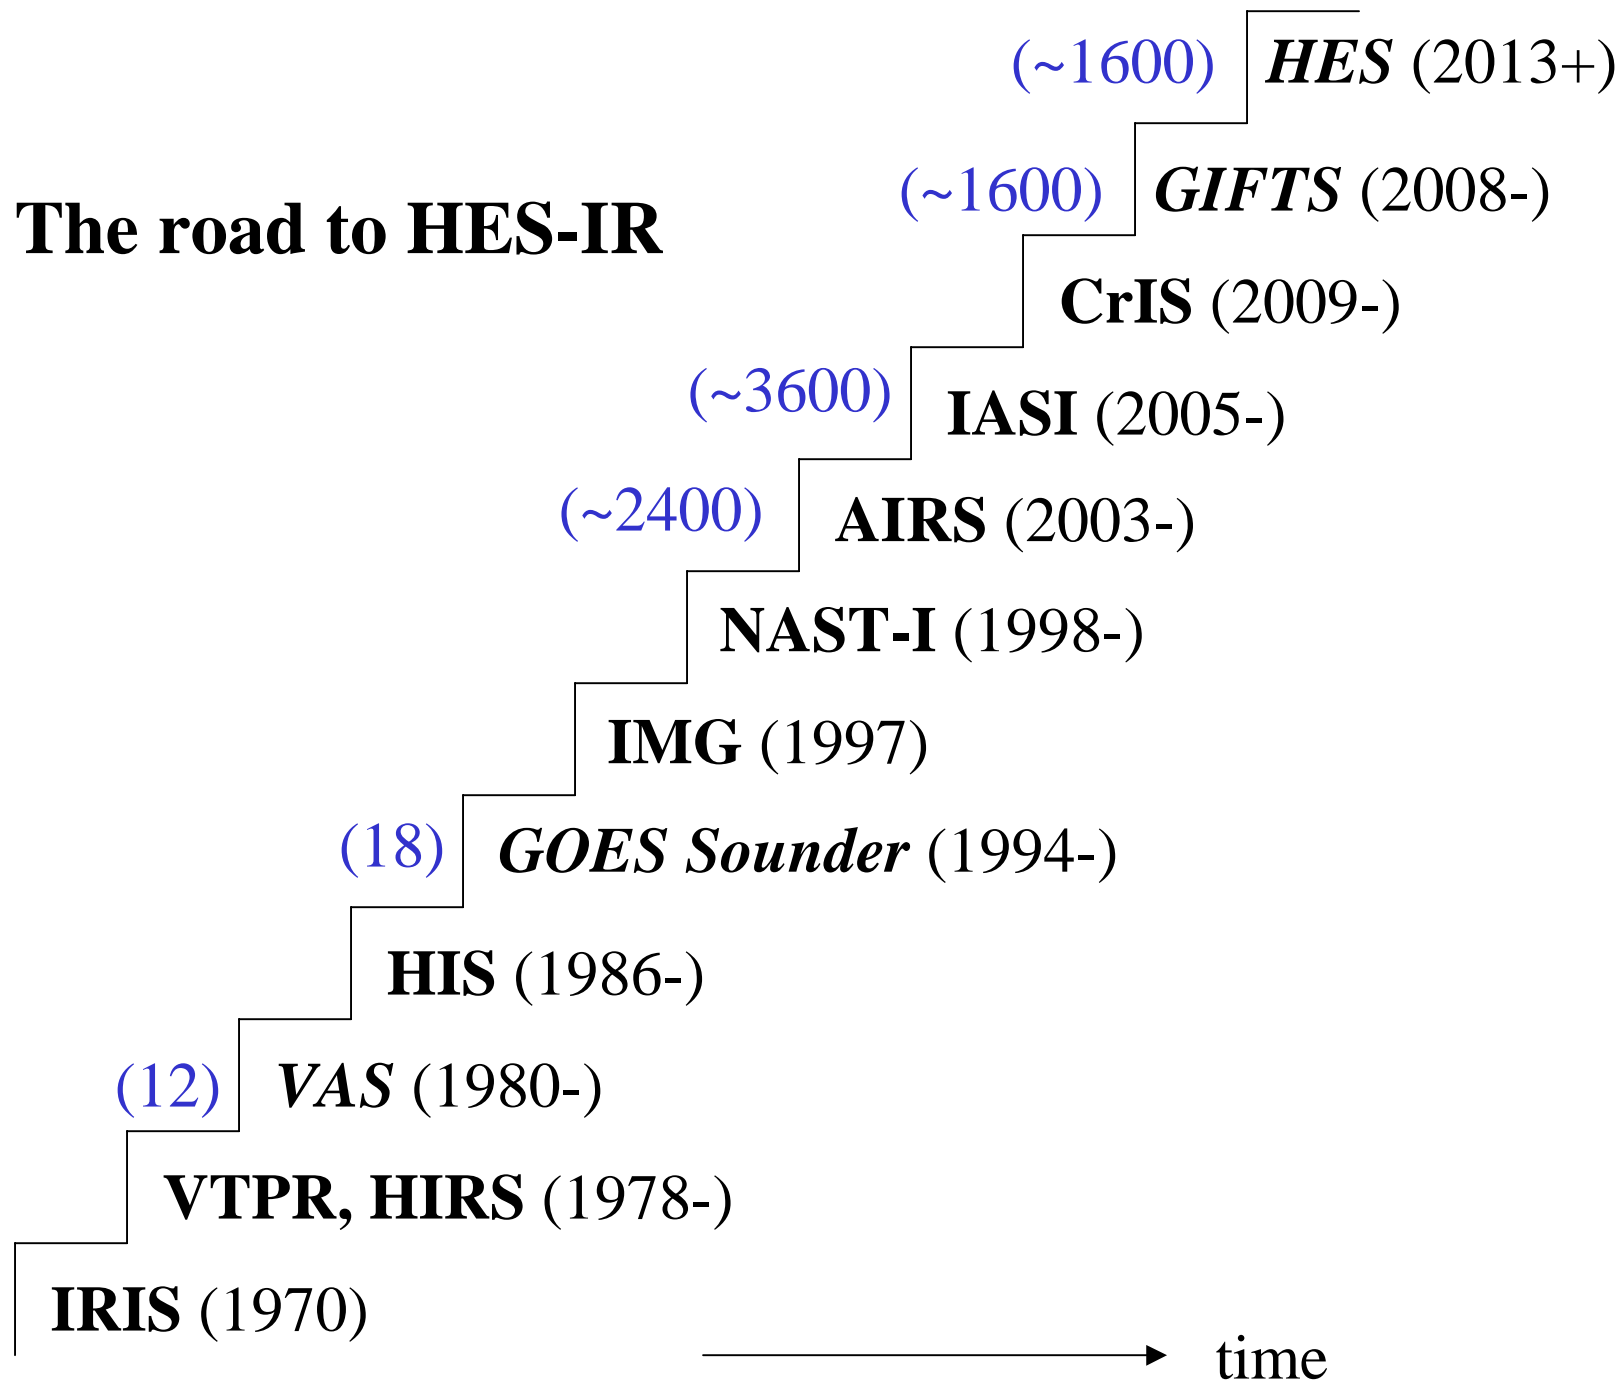 (~1600) HES (2013+)
(~1600) GIFTS (2008-)
The road to HES-IR
CrIS (2009-)
(~3600) IASI (2005-)
(~2400) AIRS (2003-)
NAST-I (1998-)
IMG (1997)
(18) GOES Sounder (1994-)
HIS (1986-)
(12) VAS (1980-)
VTPR, HIRS (1978-)
IRIS (1970)
time